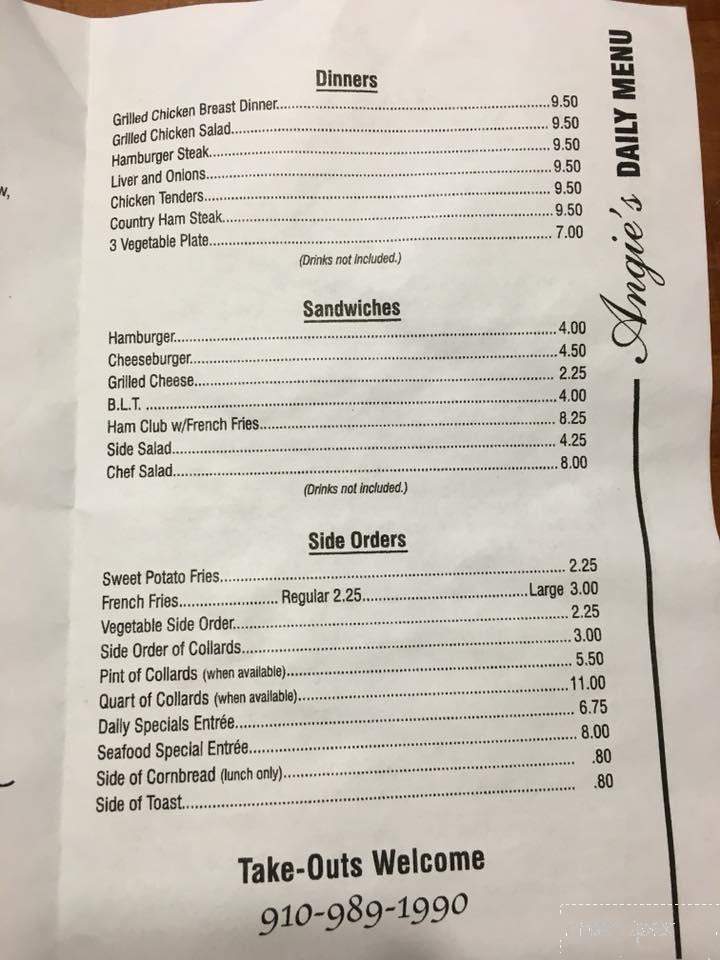 Angie's DAILY MENU
Dinners
Grilled Chicken Breast Dinner..........9.50
Grilled Chicken Salad..........9.50
Hamburger Steak..........9.50
Liver and Onions..........9.50
Chicken Tenders..........9.50
Country Ham Steak..........9.50
3 Vegetable Plate..........7.00
(Drinks not included.)
Sandwiches
Hamburger..........4.00
Cheeseburger..........4.50
Grilled Cheese..........2.25
B.L.T. ..........4.00
Ham Club w/French Fries..........8.25
Side Salad..........4.25
Chef Salad..........8.00
(Drinks not included.)
Side Orders
Sweet Potato Fries..........2.25
French Fries..........Regular 2.25..........Large 3.00
Vegetable Side Order..........2.25
Side Order of Collards..........3.00
Pint of Collards (when available)..........5.50
Quart of Collards (when available)..........11.00
Daily Specials Entrée..........6.75
Seafood Special Entrée..........8.00
Side of Cornbread (lunch only)...........80
Side of Toast...........80
Take-Outs Welcome
910-989-1990